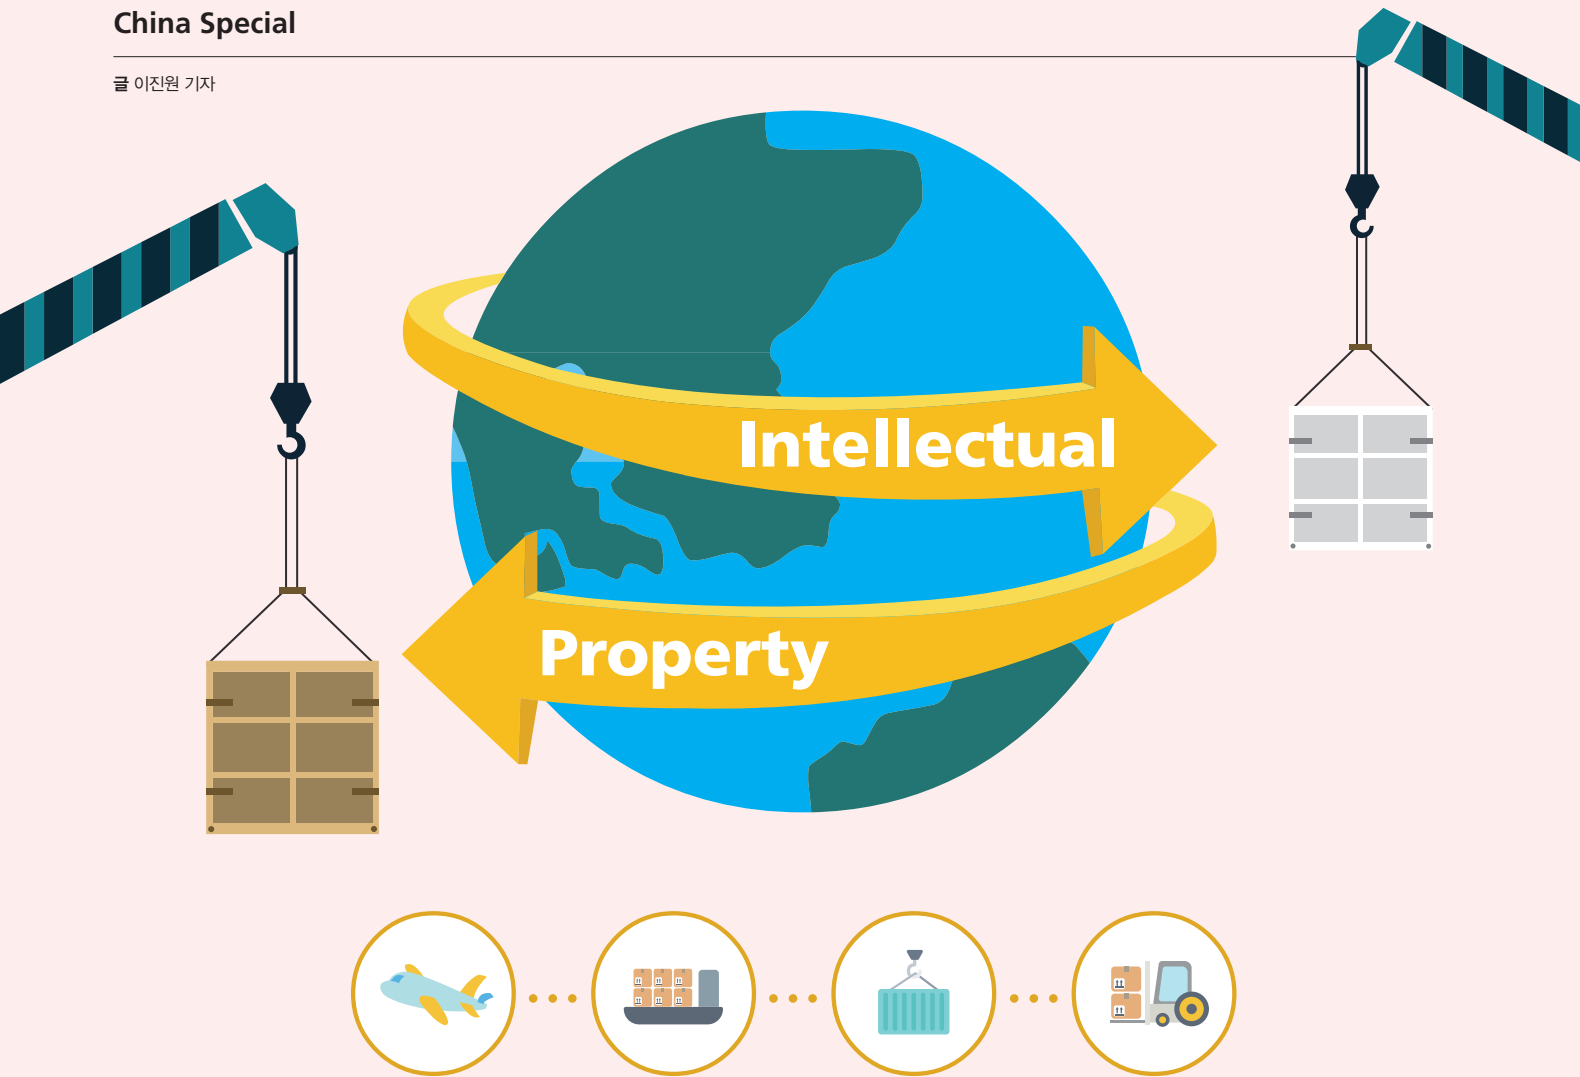 China Special
글 이진원 기자
Intellectual
Property